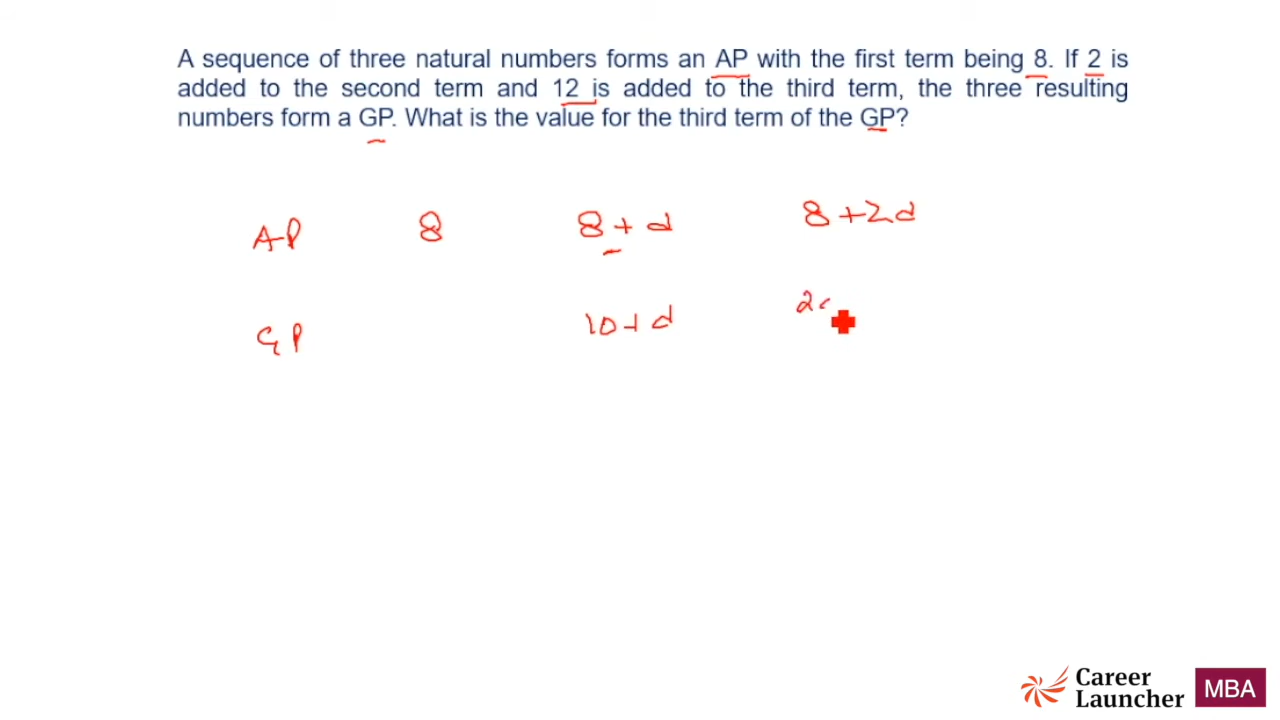 A sequence of three natural numbers forms an AP with the first term being 8. If 2 is
added to the second term and 12 is added to the third term, the three resulting
numbers form a GP. What is the value for the third term of the GP?
AP 8 8+d 8+2d
GP 10+d 20
Career
Launcher
MBA